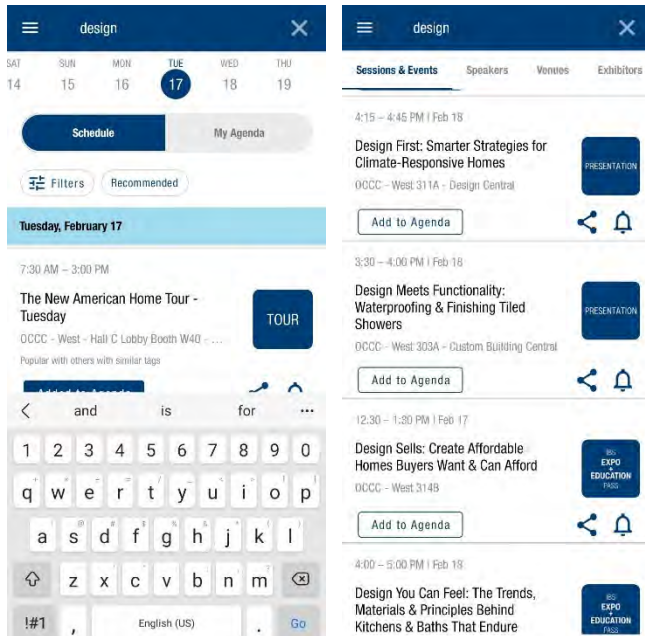 design
SAT SUN MON TUE WED THU
14 15 16 17 18 19
Schedule My Agenda
Filters Recommended
Tuesday, February 17
7:30 AM – 3:00 PM
The New American Home Tour -
Tuesday
OCCC - West - Hall C Lobby Booth W40 - ...
TOUR
Popular with others with similar tags
Added to Agenda
and is for ...
1 2 3 4 5 6 7 8 9 0
q w e r t y u i o p
a s d f g h j k l
z x c v b n m
!#1 , English (US) . Go
design
Sessions & Events Speakers Venues Exhibitors
4:15 – 4:45 PM | Feb 18
Design First: Smarter Strategies for
Climate-Responsive Homes
PRESENTATION
OCCC - West 311A - Design Central
Add to Agenda
3:30 – 4:00 PM | Feb 18
Design Meets Functionality:
Waterproofing & Finishing Tiled
Showers
PRESENTATION
OCCC - West 303A - Custom Building Central
Add to Agenda
12:30 – 1:30 PM | Feb 17
Design Sells: Create Affordable
Homes Buyers Want & Can Afford
IBS
EXPO
+
EDUCATION
PASS
OCCC - West 314B
Add to Agenda
4:00 – 5:00 PM | Feb 18
Design You Can Feel: The Trends,
Materials & Principles Behind
Kitchens & Baths That Endure
IBS
EXPO
+
EDUCATION
PASS